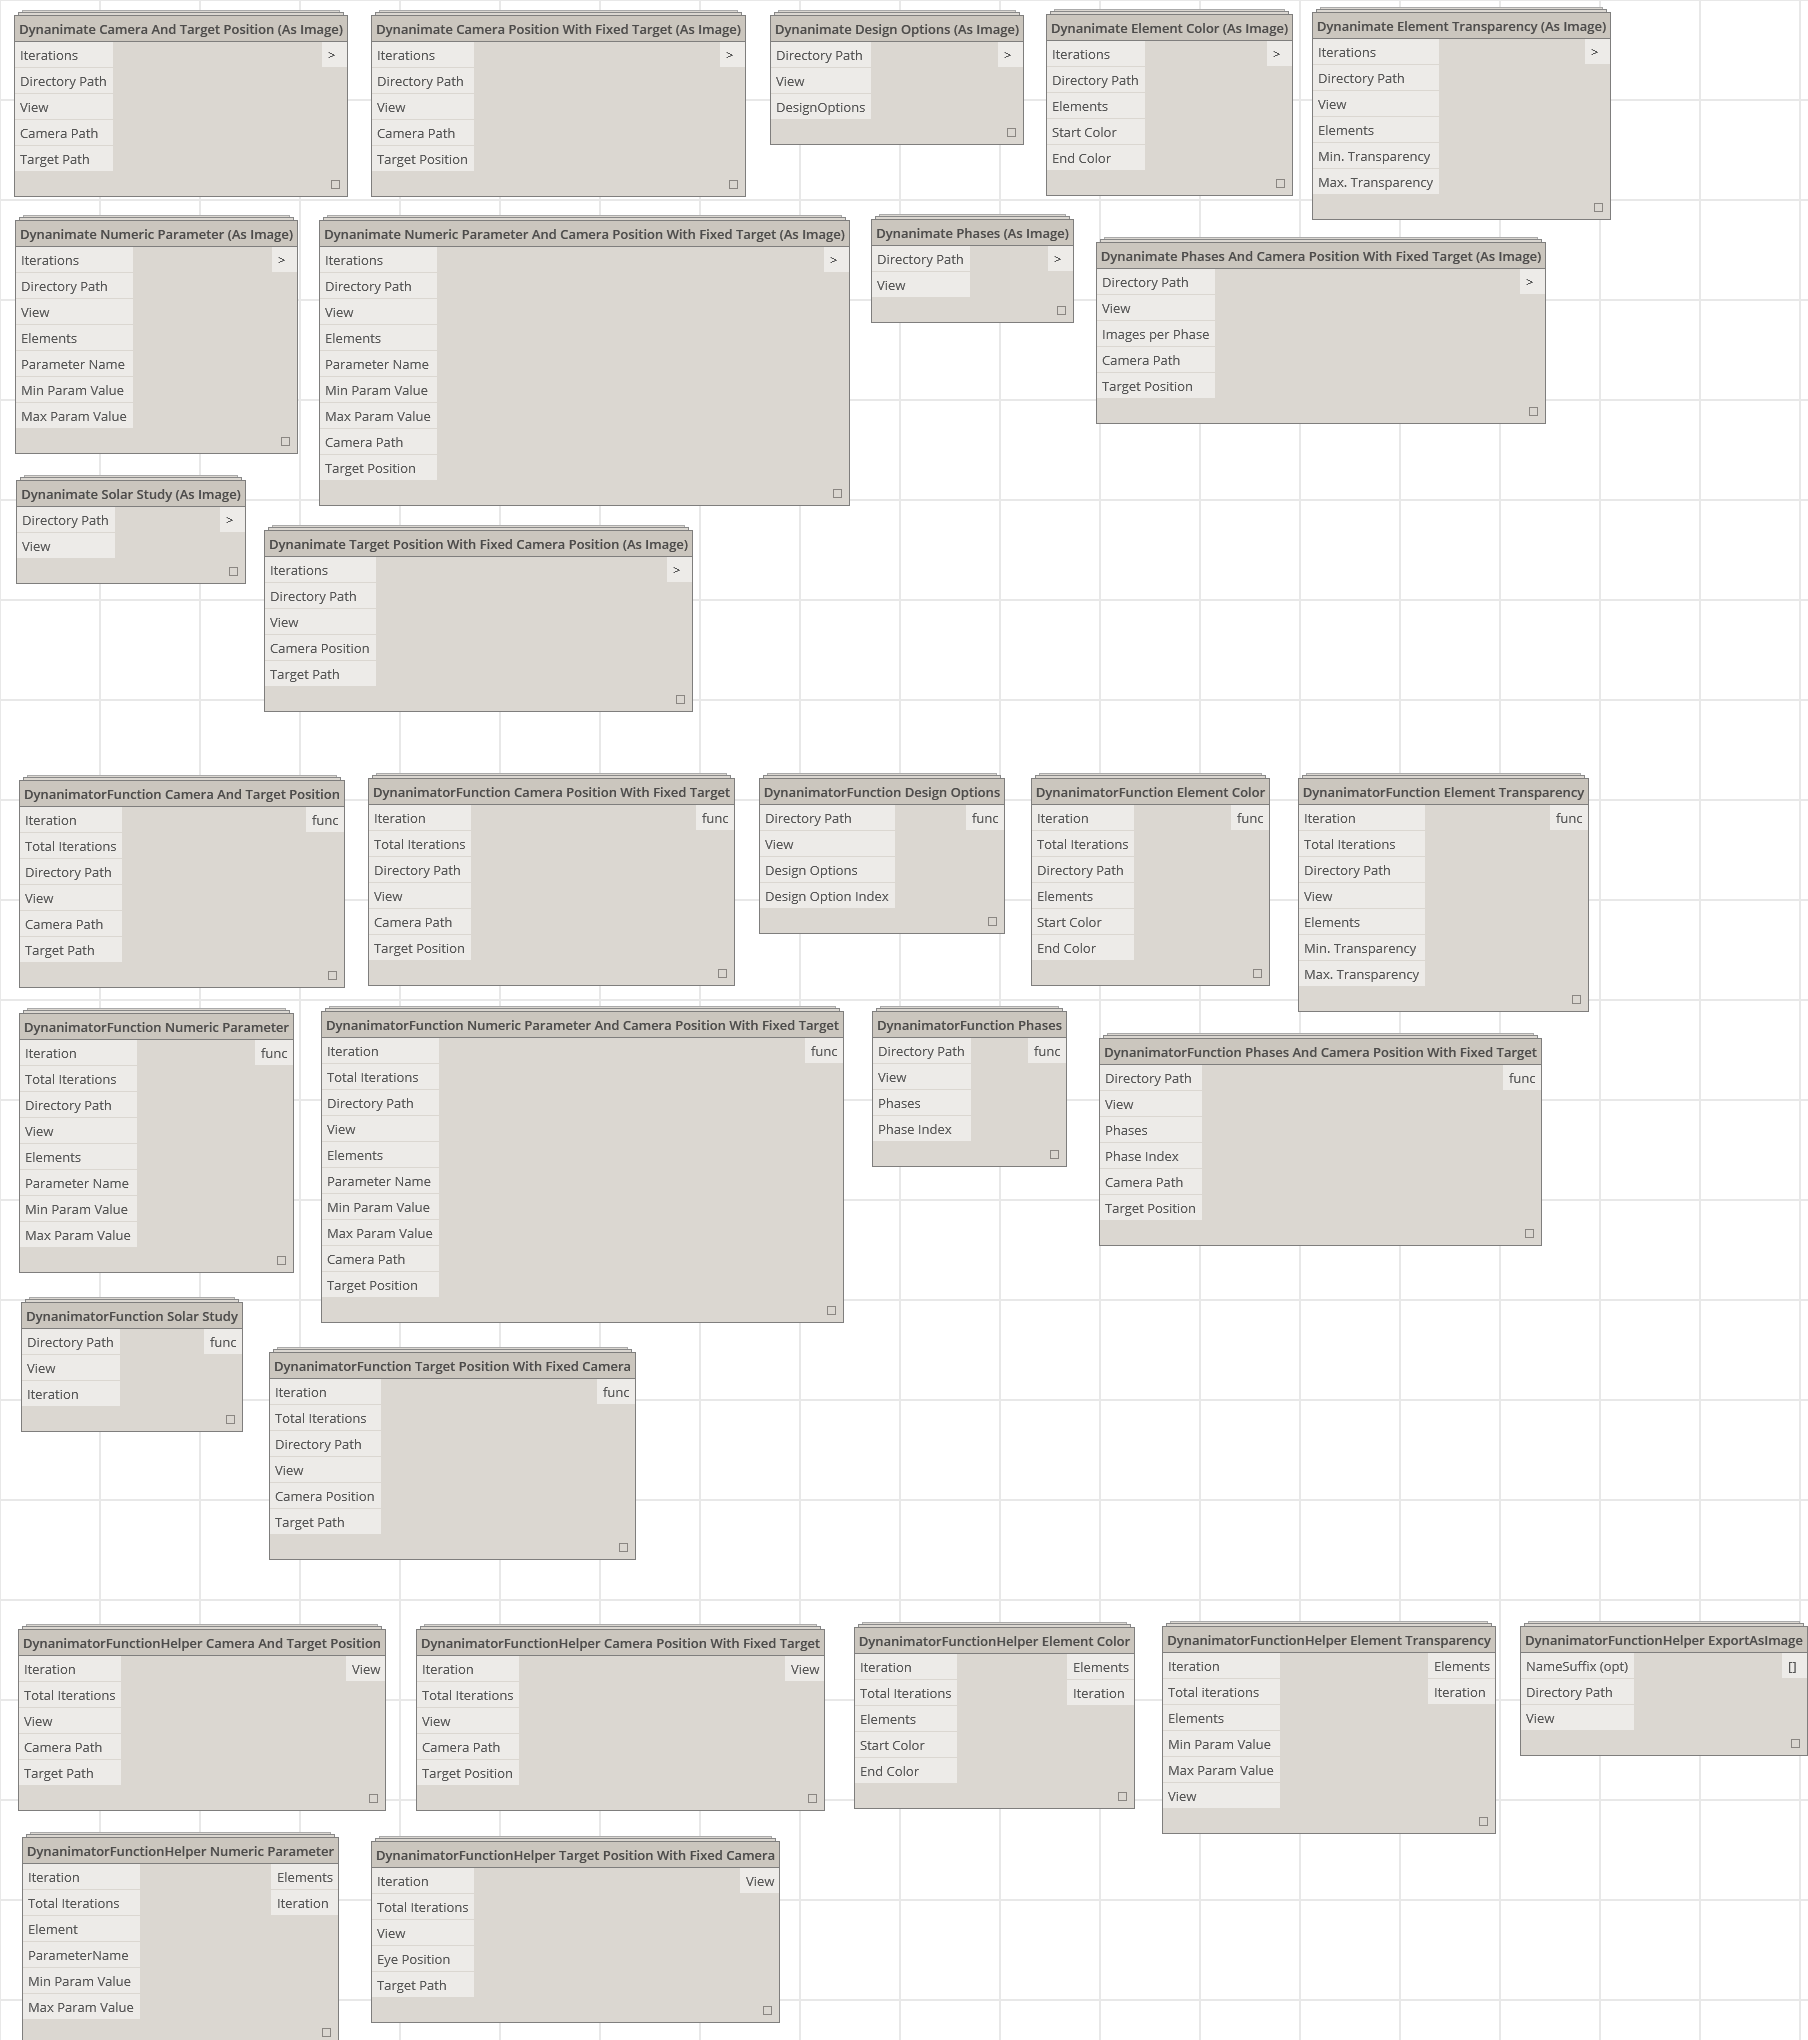 Dynanimate Camera And Target Position (As Image)
Iterations
>
Directory Path
View
Camera Path
Target Path
Dynanimate Camera Position With Fixed Target (As Image)
Iterations
>
Directory Path
View
Camera Path
Target Position
Dynanimate Design Options (As Image)
Directory Path
>
View
DesignOptions
Dynanimate Element Color (As Image)
Iterations
>
Directory Path
Elements
Start Color
End Color
Dynanimate Element Transparency (As Image)
Iterations
>
Directory Path
View
Elements
Min. Transparency
Max. Transparency
Dynanimate Numeric Parameter (As Image)
Iterations
>
Directory Path
View
Elements
Parameter Name
Min Param Value
Max Param Value
Dynanimate Numeric Parameter And Camera Position With Fixed Target (As Image)
Iterations
>
Directory Path
View
Elements
Parameter Name
Min Param Value
Max Param Value
Camera Path
Target Position
Dynanimate Phases (As Image)
Directory Path
>
View
Dynanimate Phases And Camera Position With Fixed Target (As Image)
Directory Path
>
View
Images per Phase
Camera Path
Target Position
Dynanimate Solar Study (As Image)
Directory Path
>
View
Dynanimate Target Position With Fixed Camera Position (As Image)
Iterations
>
Directory Path
View
Camera Position
Target Path
DynanimatorFunction Camera And Target Position
Iteration
func
Total Iterations
Directory Path
View
Camera Path
Target Path
DynanimatorFunction Camera Position With Fixed Target
Iteration
func
Total Iterations
Directory Path
View
Camera Path
Target Position
DynanimatorFunction Design Options
Directory Path
func
View
Design Options
Design Option Index
DynanimatorFunction Element Color
Iteration
func
Total Iterations
Directory Path
Elements
Start Color
End Color
DynanimatorFunction Element Transparency
Iteration
func
Total Iterations
Directory Path
View
Elements
Min. Transparency
Max. Transparency
DynanimatorFunction Numeric Parameter
Iteration
func
Total Iterations
Directory Path
View
Elements
Parameter Name
Min Param Value
Max Param Value
DynanimatorFunction Numeric Parameter And Camera Position With Fixed Target
Iteration
func
Total Iterations
Directory Path
View
Elements
Parameter Name
Min Param Value
Max Param Value
Camera Path
Target Position
DynanimatorFunction Phases
Directory Path
func
View
Phases
Phase Index
DynanimatorFunction Phases And Camera Position With Fixed Target
Directory Path
func
View
Phases
Phase Index
Camera Path
Target Position
DynanimatorFunction Solar Study
Directory Path
func
View
Iteration
DynanimatorFunction Target Position With Fixed Camera
Iteration
func
Total Iterations
Directory Path
View
Camera Position
Target Path
DynanimatorFunctionHelper Camera And Target Position
Iteration
View
Total Iterations
View
Camera Path
Target Path
DynanimatorFunctionHelper Camera Position With Fixed Target
Iteration
View
Total Iterations
View
Camera Path
Target Position
DynanimatorFunctionHelper Element Color
Iteration
Elements
Total Iterations
Iteration
Elements
Start Color
End Color
DynanimatorFunctionHelper Element Transparency
Iteration
Elements
Total iterations
Iteration
Elements
Min Param Value
Max Param Value
View
DynanimatorFunctionHelper ExportAsImage
NameSuffix (opt)
[]
Directory Path
View
DynanimatorFunctionHelper Numeric Parameter
Iteration
Elements
Total Iterations
Iteration
Element
ParameterName
Min Param Value
Max Param Value
DynanimatorFunctionHelper Target Position With Fixed Camera
Iteration
View
Total Iterations
View
Eye Position
Target Path